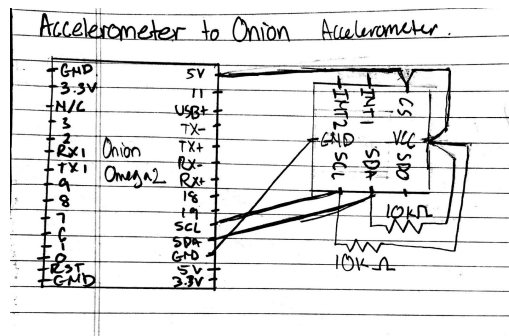 Accelerometer to Onion Accelerometer.
GND
3.3V
N/C
3
2
RX1
TX1
9
8
7
6
1
0
RST
GND
Onion
Omega2
5V
11
USB+
TX-
TX+
RX-
RX+
18
19
SCL
SDA
GND
5V
3.3V
INT2
INT1
CS
GND
VCC
SCL
SDA
SDO
10KΩ
10KΩ